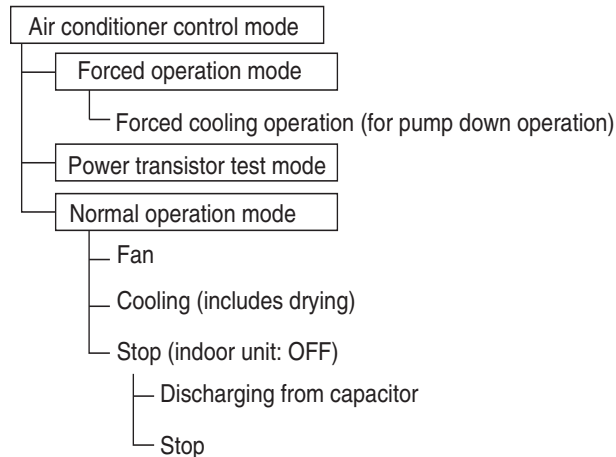 Air conditioner control mode
Forced operation mode
Forced cooling operation (for pump down operation)
Power transistor test mode
Normal operation mode
Fan
Cooling (includes drying)
Stop (indoor unit: OFF)
Discharging from capacitor
Stop